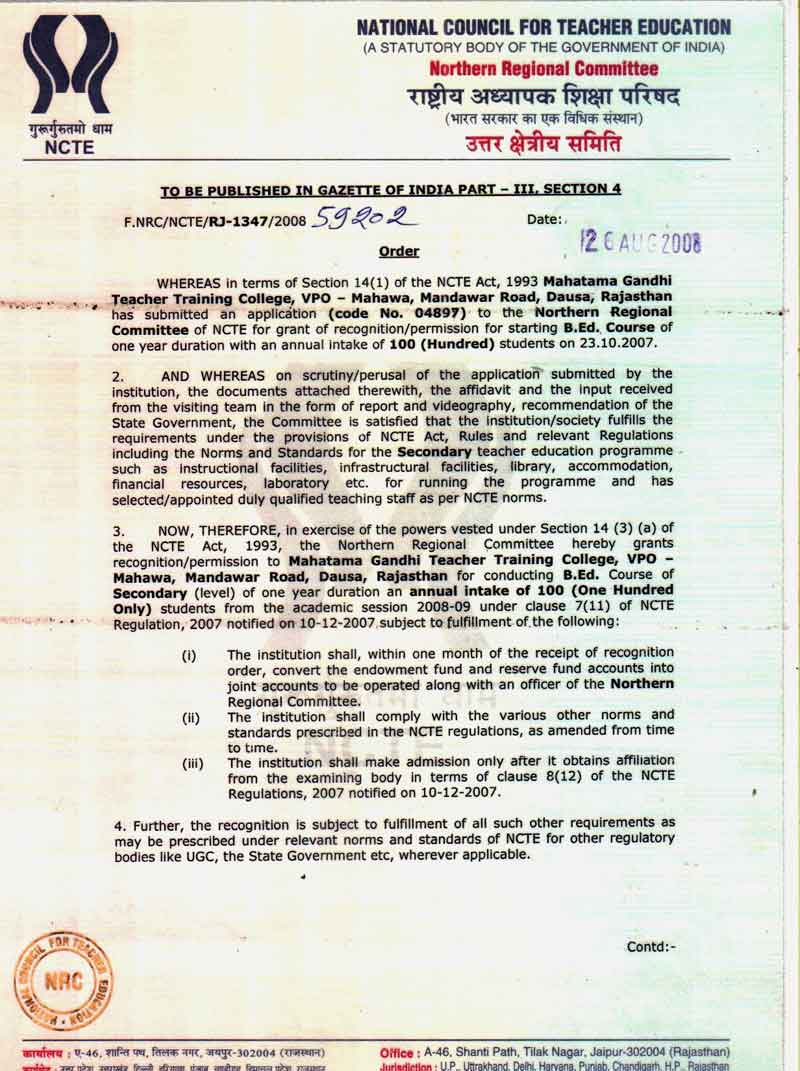 NATIONAL COUNCIL FOR TEACHER EDUCATION
(A STATUTORY BODY OF THE GOVERNMENT OF INDIA)
Northern Regional Committee
राष्ट्रीय अध्यापक शिक्षा परिषद
(भारत सरकार का एक विधिक संस्थान)
उत्तर क्षेत्रीय समिति
गुरूर्गुरुतमो धाम
NCTE
TO BE PUBLISHED IN GAZETTE OF INDIA PART – III, SECTION 4
F.NRC/NCTE/RJ-1347/2008 59202 Date:
26 AUG 2008
Order
WHEREAS in terms of Section 14(1) of the NCTE Act, 1993 Mahatama Gandhi
Teacher Training College, VPO – Mahawa, Mandawar Road, Dausa, Rajasthan
has submitted an application (code No. 04897) to the Northern Regional
Committee of NCTE for grant of recognition/permission for starting B.Ed. Course of
one year duration with an annual intake of 100 (Hundred) students on 23.10.2007.
2. AND WHEREAS on scrutiny/perusal of the application submitted by the
institution, the documents attached therewith, the affidavit and the input received
from the visiting team in the form of report and videography, recommendation of the
State Government, the Committee is satisfied that the institution/society fulfills the
requirements under the provisions of NCTE Act, Rules and relevant Regulations
including the Norms and Standards for the Secondary teacher education programme
such as instructional facilities, infrastructural facilities, library, accommodation,
financial resources, laboratory etc. for running the programme and has
selected/appointed duly qualified teaching staff as per NCTE norms.
3. NOW, THEREFORE, in exercise of the powers vested under Section 14 (3) (a) of
the NCTE Act, 1993, the Northern Regional Committee hereby grants
recognition/permission to Mahatama Gandhi Teacher Training College, VPO –
Mahawa, Mandawar Road, Dausa, Rajasthan for conducting B.Ed. Course of
Secondary (level) of one year duration an annual intake of 100 (One Hundred
Only) students from the academic session 2008-09 under clause 7(11) of NCTE
Regulation, 2007 notified on 10-12-2007 subject to fulfillment of the following:
(i) The institution shall, within one month of the receipt of recognition
order, convert the endowment fund and reserve fund accounts into
joint accounts to be operated along with an officer of the Northern
Regional Committee.
(ii) The institution shall comply with the various other norms and
standards prescribed in the NCTE regulations, as amended from time
to time.
(iii) The institution shall make admission only after it obtains affiliation
from the examining body in terms of clause 8(12) of the NCTE
Regulations, 2007 notified on 10-12-2007.
4. Further, the recognition is subject to fulfillment of all such other requirements as
may be prescribed under relevant norms and standards of NCTE for other regulatory
bodies like UGC, the State Government etc, wherever applicable.
Contd:-
NATIONAL COUNCIL FOR TEACHER EDUCATION
NRC
कार्यालय : ए-46, शान्ति पथ, तिलक नगर, जयपुर-302004 (राजस्थान)
Office : A-46, Shanti Path, Tilak Nagar, Jaipur-302004 (Rajasthan)
Jurisdiction : U.P., Uttrakhand, Delhi, Haryana, Punjab, Chandigarh, H.P., Rajasthan